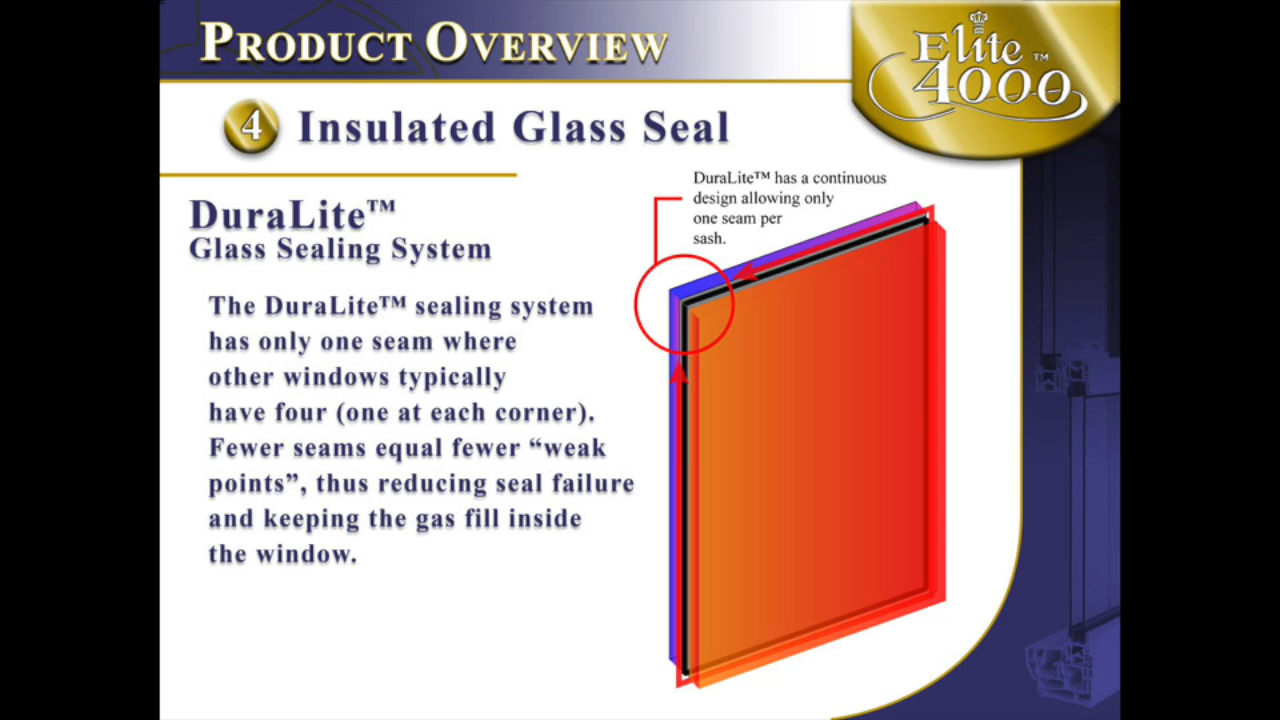 PRODUCT OVERVIEW
Elite™
4000
4 Insulated Glass Seal
DuraLite™ has a continuous
design allowing only
one seam per
sash.
DuraLite™
Glass Sealing System
The DuraLite™ sealing system
has only one seam where
other windows typically
have four (one at each corner).
Fewer seams equal fewer “weak
points”, thus reducing seal failure
and keeping the gas fill inside
the window.